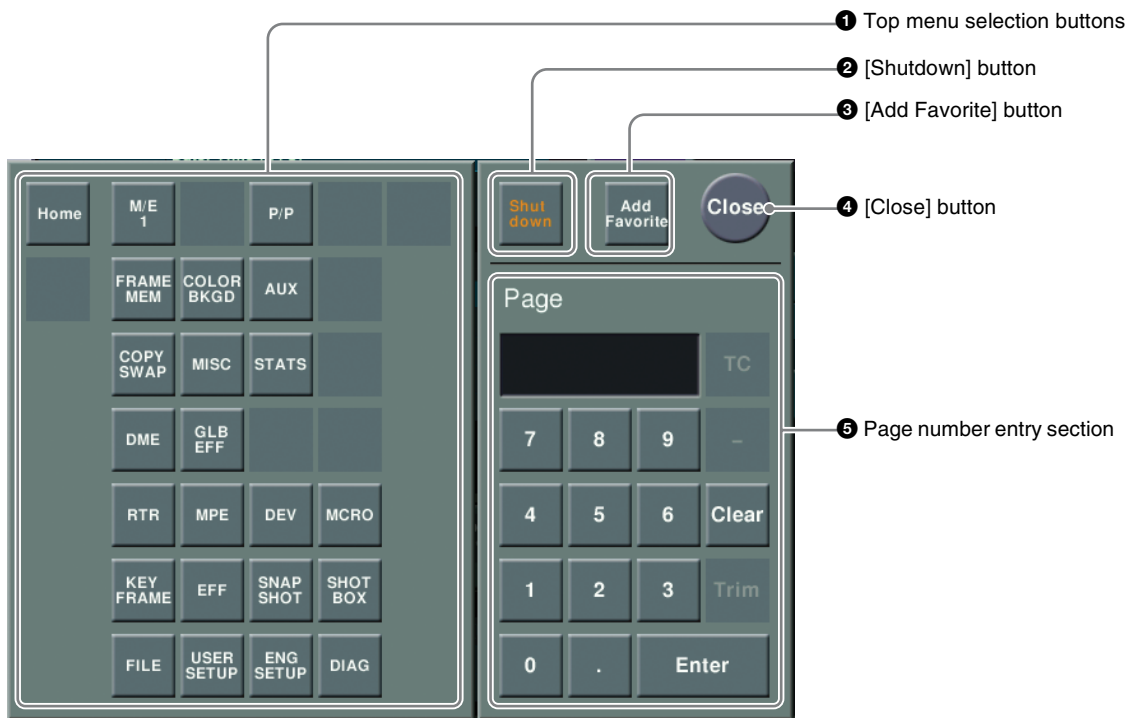 ❶ Top menu selection buttons
❷ [Shutdown] button
❸ [Add Favorite] button
❹ [Close] button
❺ Page number entry section
Home
M/E
1
P/P
FRAME
MEM
COLOR
BKGD
AUX
COPY
SWAP
MISC
STATS
DME
GLB
EFF
RTR
MPE
DEV
MCRO
KEY
FRAME
EFF
SNAP
SHOT
SHOT
BOX
FILE
USER
SETUP
ENG
SETUP
DIAG
Shut
down
Add
Favorite
Close
Page
TC
7
8
9
–
4
5
6
Clear
1
2
3
Trim
0
.
Enter